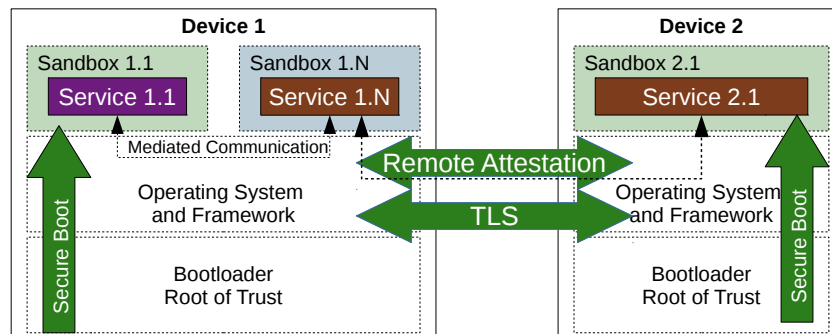 Device 1
Sandbox 1.1
Service 1.1
Sandbox 1.N
Service 1.N
Mediated Communication
Operating System
and Framework
Bootloader
Root of Trust
Secure Boot
Remote Attestation
TLS
Device 2
Sandbox 2.1
Service 2.1
Operating System
and Framework
Bootloader
Root of Trust
Secure Boot